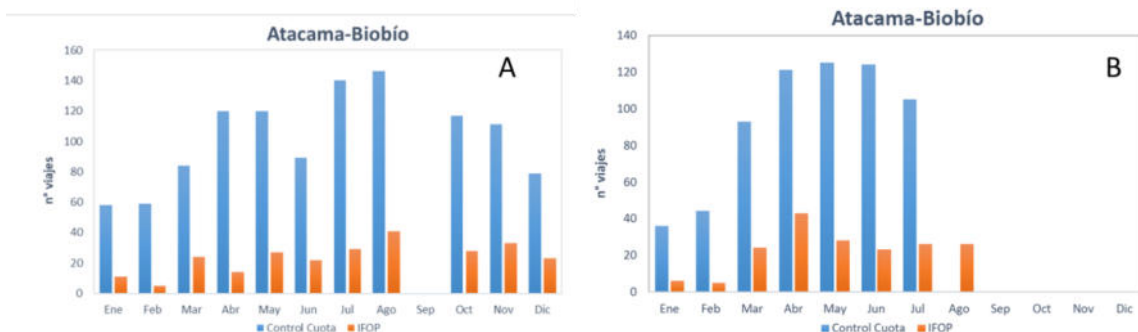 Atacama-Biobío
A
160
140
120
100
80
60
40
20
0
n° viajes
Ene Feb Mar Abr May Jun Jul Ago Sep Oct Nov Dic
Control Cuota IFOP
Atacama-Biobío
B
140
120
100
80
60
40
20
0
n° viajes
Ene Feb Mar Abr May Jun Jul Ago Sep Oct Nov Dic
Control Cuota IFOP